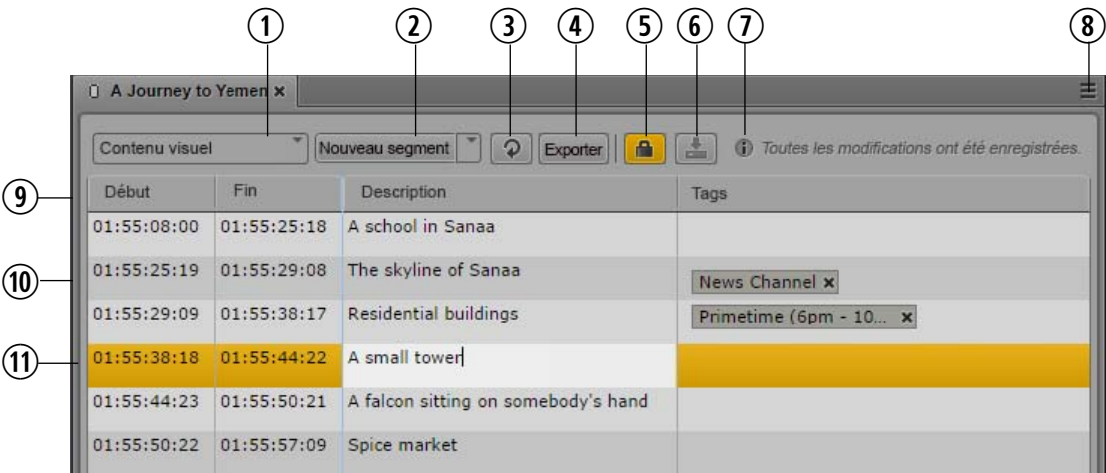 ① ② ③ ④ ⑤ ⑥ ⑦ ⑧
A Journey to Yemen ×
Contenu visuel Nouveau segment Exporter Toutes les modifications ont été enregistrées.
⑨ Début Fin Description Tags
01:55:08:00 01:55:25:18 A school in Sanaa
⑩ 01:55:25:19 01:55:29:08 The skyline of Sanaa News Channel ×
01:55:29:09 01:55:38:17 Residential buildings Primetime (6pm - 10... ×
⑪ 01:55:38:18 01:55:44:22 A small tower
01:55:44:23 01:55:50:21 A falcon sitting on somebody's hand
01:55:50:22 01:55:57:09 Spice market